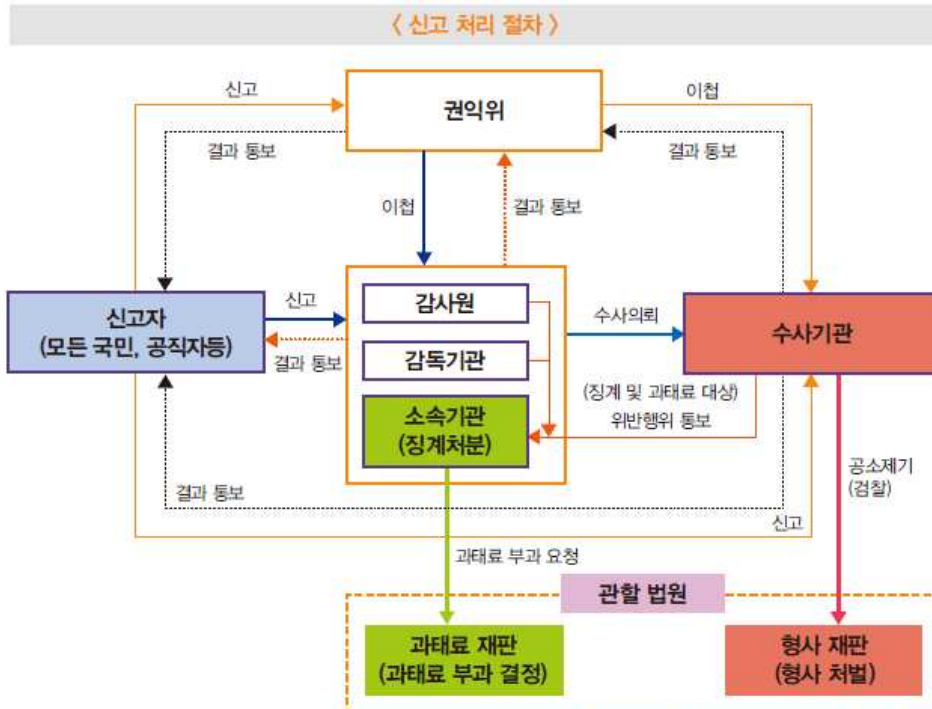 〈 신고 처리 절차 〉
신고
권익위
이첩
결과 통보
결과 통보
이첩
결과 통보
신고자
(모든 국민, 공직자등)
신고
결과 통보
감사원
감독기관
소속기관
(징계처분)
수사의뢰
수사기관
(징계 및 과태료 대상)
위반행위 통보
결과 통보
공소제기
(검찰)
신고
과태료 부과 요청
관할 법원
과태료 재판
(과태료 부과 결정)
형사 재판
(형사 처벌)